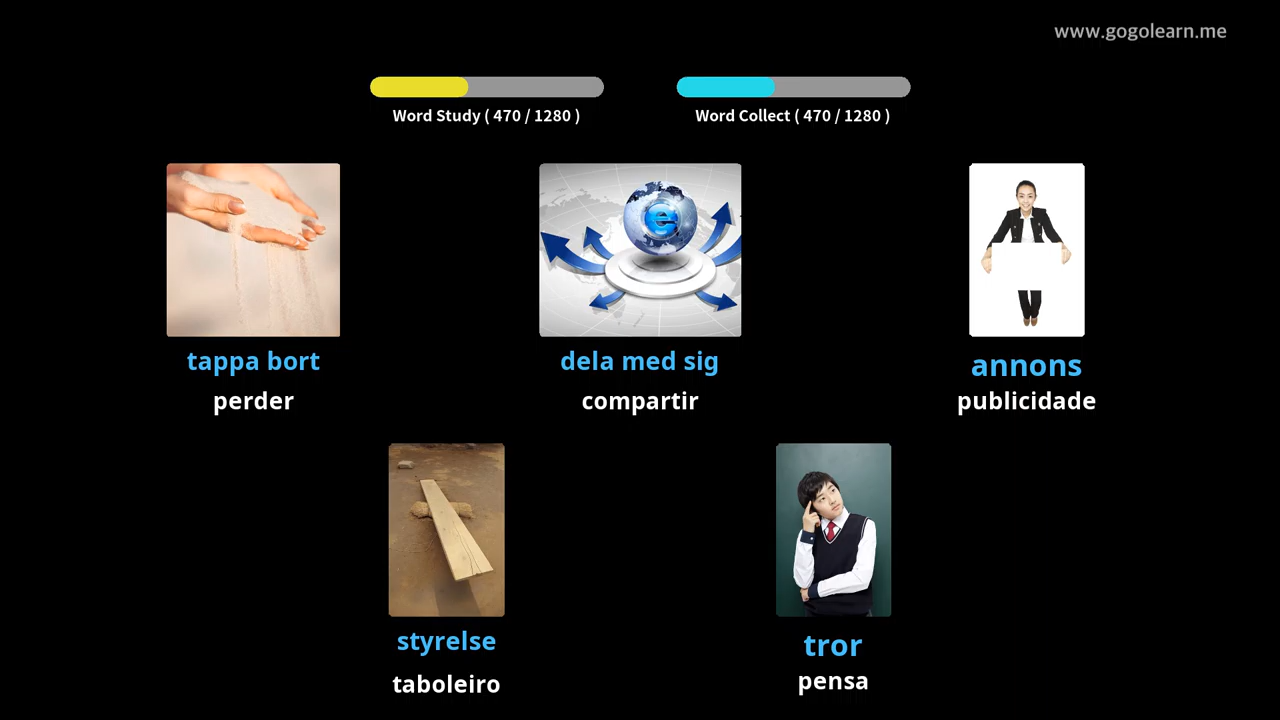 www.gogolearn.me
Word Study ( 470 / 1280 )
Word Collect ( 470 / 1280 )
e
tappa bort
perder
dela med sig
compartir
annons
publicidade
styrelse
taboleiro
tror
pensa